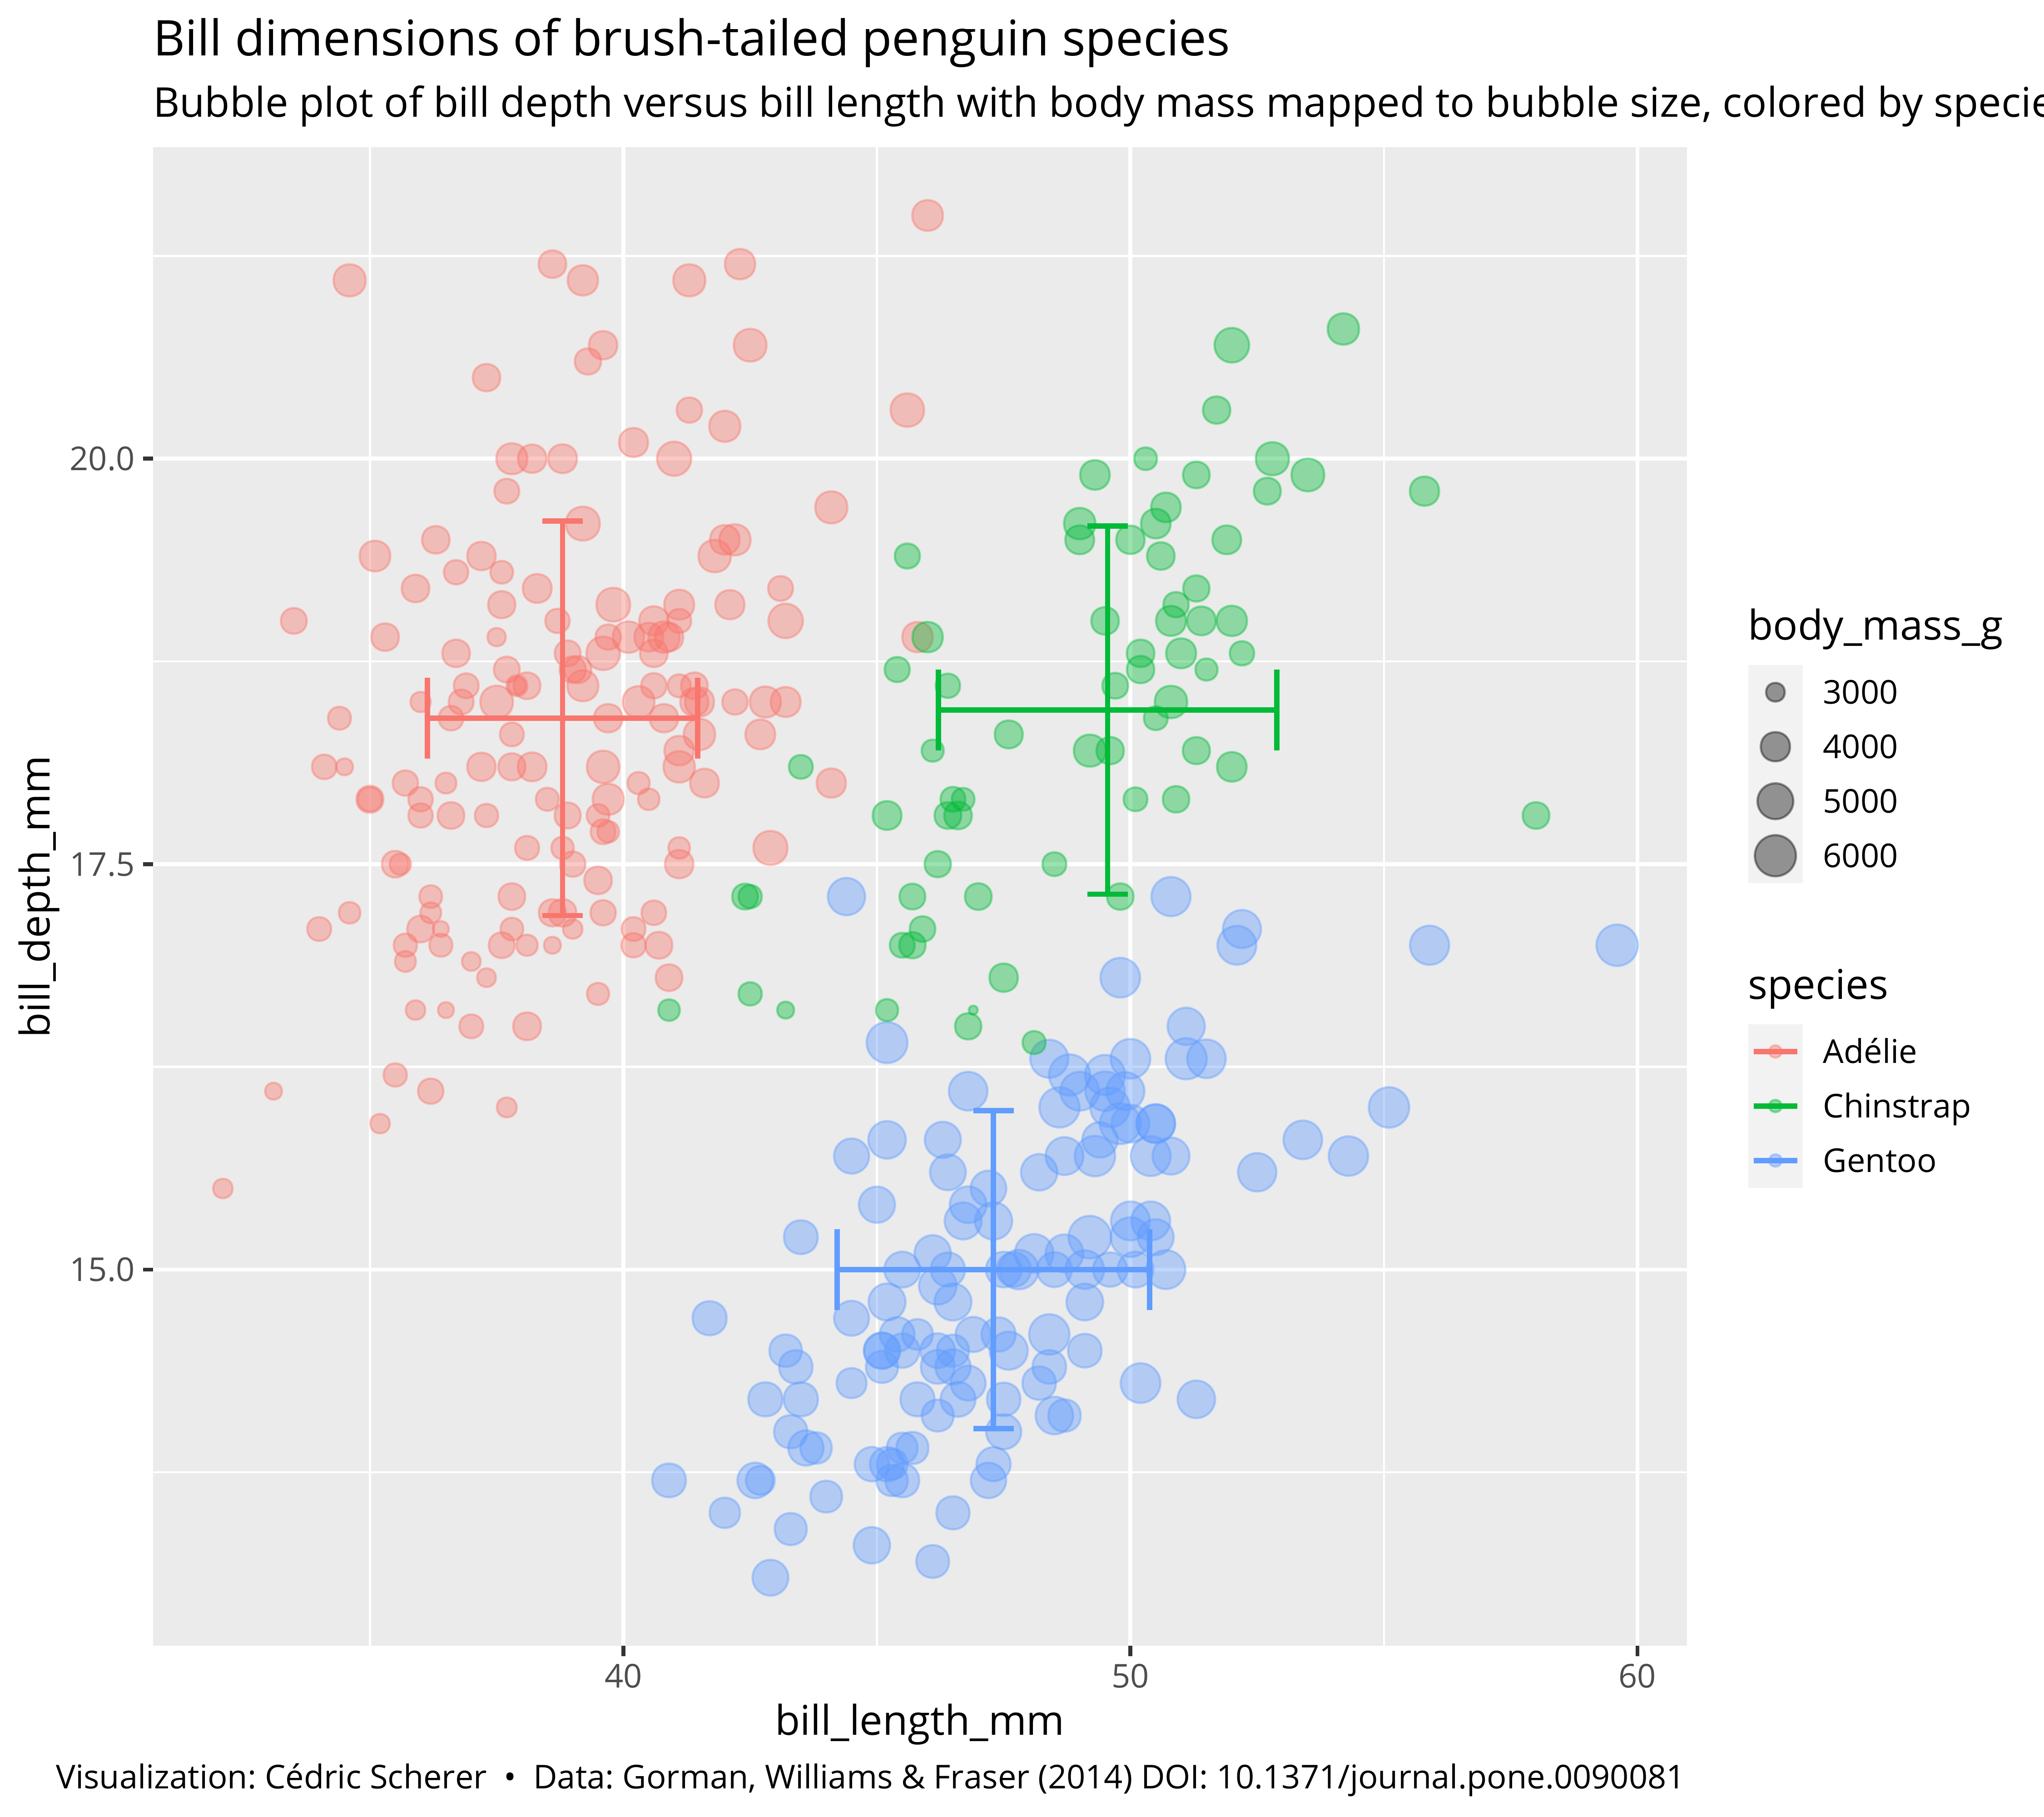 Bill dimensions of brush-tailed penguin species
Bubble plot of bill depth versus bill length with body mass mapped to bubble size, colored by specie
bill_depth_mm
20.0
17.5
15.0
40
50
60
bill_length_mm
body_mass_g
3000
4000
5000
6000
species
Adélie
Chinstrap
Gentoo
Visualization: Cédric Scherer • Data: Gorman, Williams & Fraser (2014) DOI: 10.1371/journal.pone.0090081